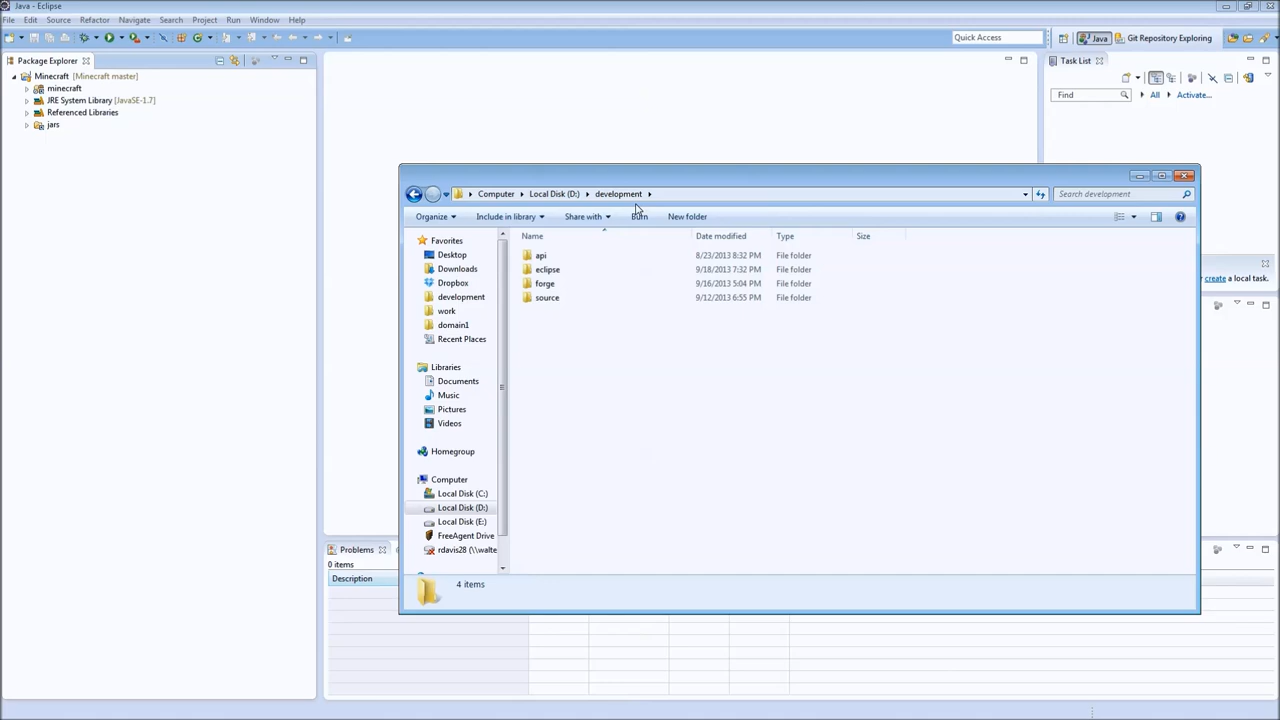 Java - Eclipse
File Edit Source Refactor Navigate Search Project Run Window Help
Quick Access Java Git Repository Exploring
Package Explorer
Minecraft [Minecraft master]
minecraft
JRE System Library [JavaSE-1.7]
Referenced Libraries
jars
Task List
Find All Activate...
Computer Local Disk (D:) development Search development
Organize Include in library Share with Burn New folder
Name Date modified Type Size
api 8/23/2013 8:32 PM File folder
eclipse 9/18/2013 7:32 PM File folder
forge 9/16/2013 5:04 PM File folder
source 9/12/2013 6:55 PM File folder
Favorites
Desktop
Downloads
Dropbox
development
work
domain1
Recent Places
Libraries
Documents
Music
Pictures
Videos
Homegroup
Computer
Local Disk (C:)
Local Disk (D:)
Local Disk (E:)
FreeAgent Drive
rdavis28 (\\walte
4 items
create a local task.
Problems
0 items
Description